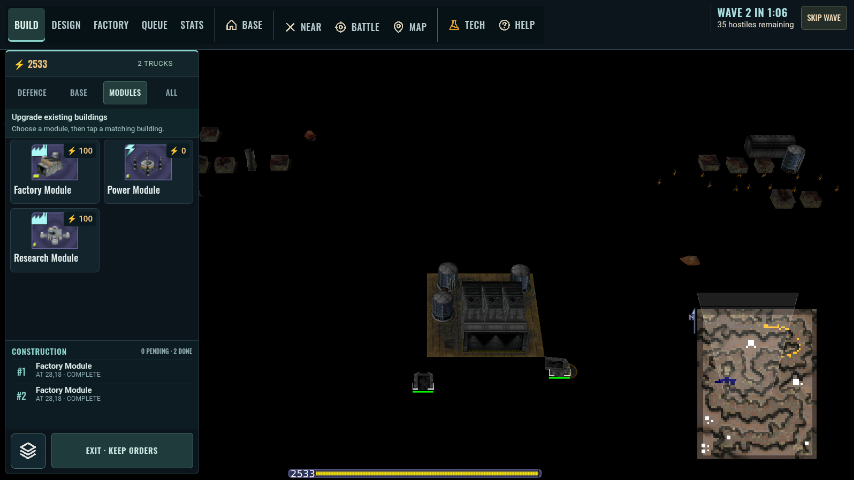 BUILD
DESIGN
FACTORY
QUEUE
STATS
BASE
NEAR
BATTLE
MAP
TECH
HELP
WAVE 2 IN 1:06
35 hostiles remaining
SKIP WAVE
2533
2 TRUCKS
DEFENCE
BASE
MODULES
ALL
Upgrade existing buildings
Choose a module, then tap a matching building.
100
Factory Module
0
Power Module
100
Research Module
CONSTRUCTION
0 PENDING · 2 DONE
#1
Factory Module
AT 28,18 · COMPLETE
#2
Factory Module
AT 28,18 · COMPLETE
EXIT · KEEP ORDERS
2533
N